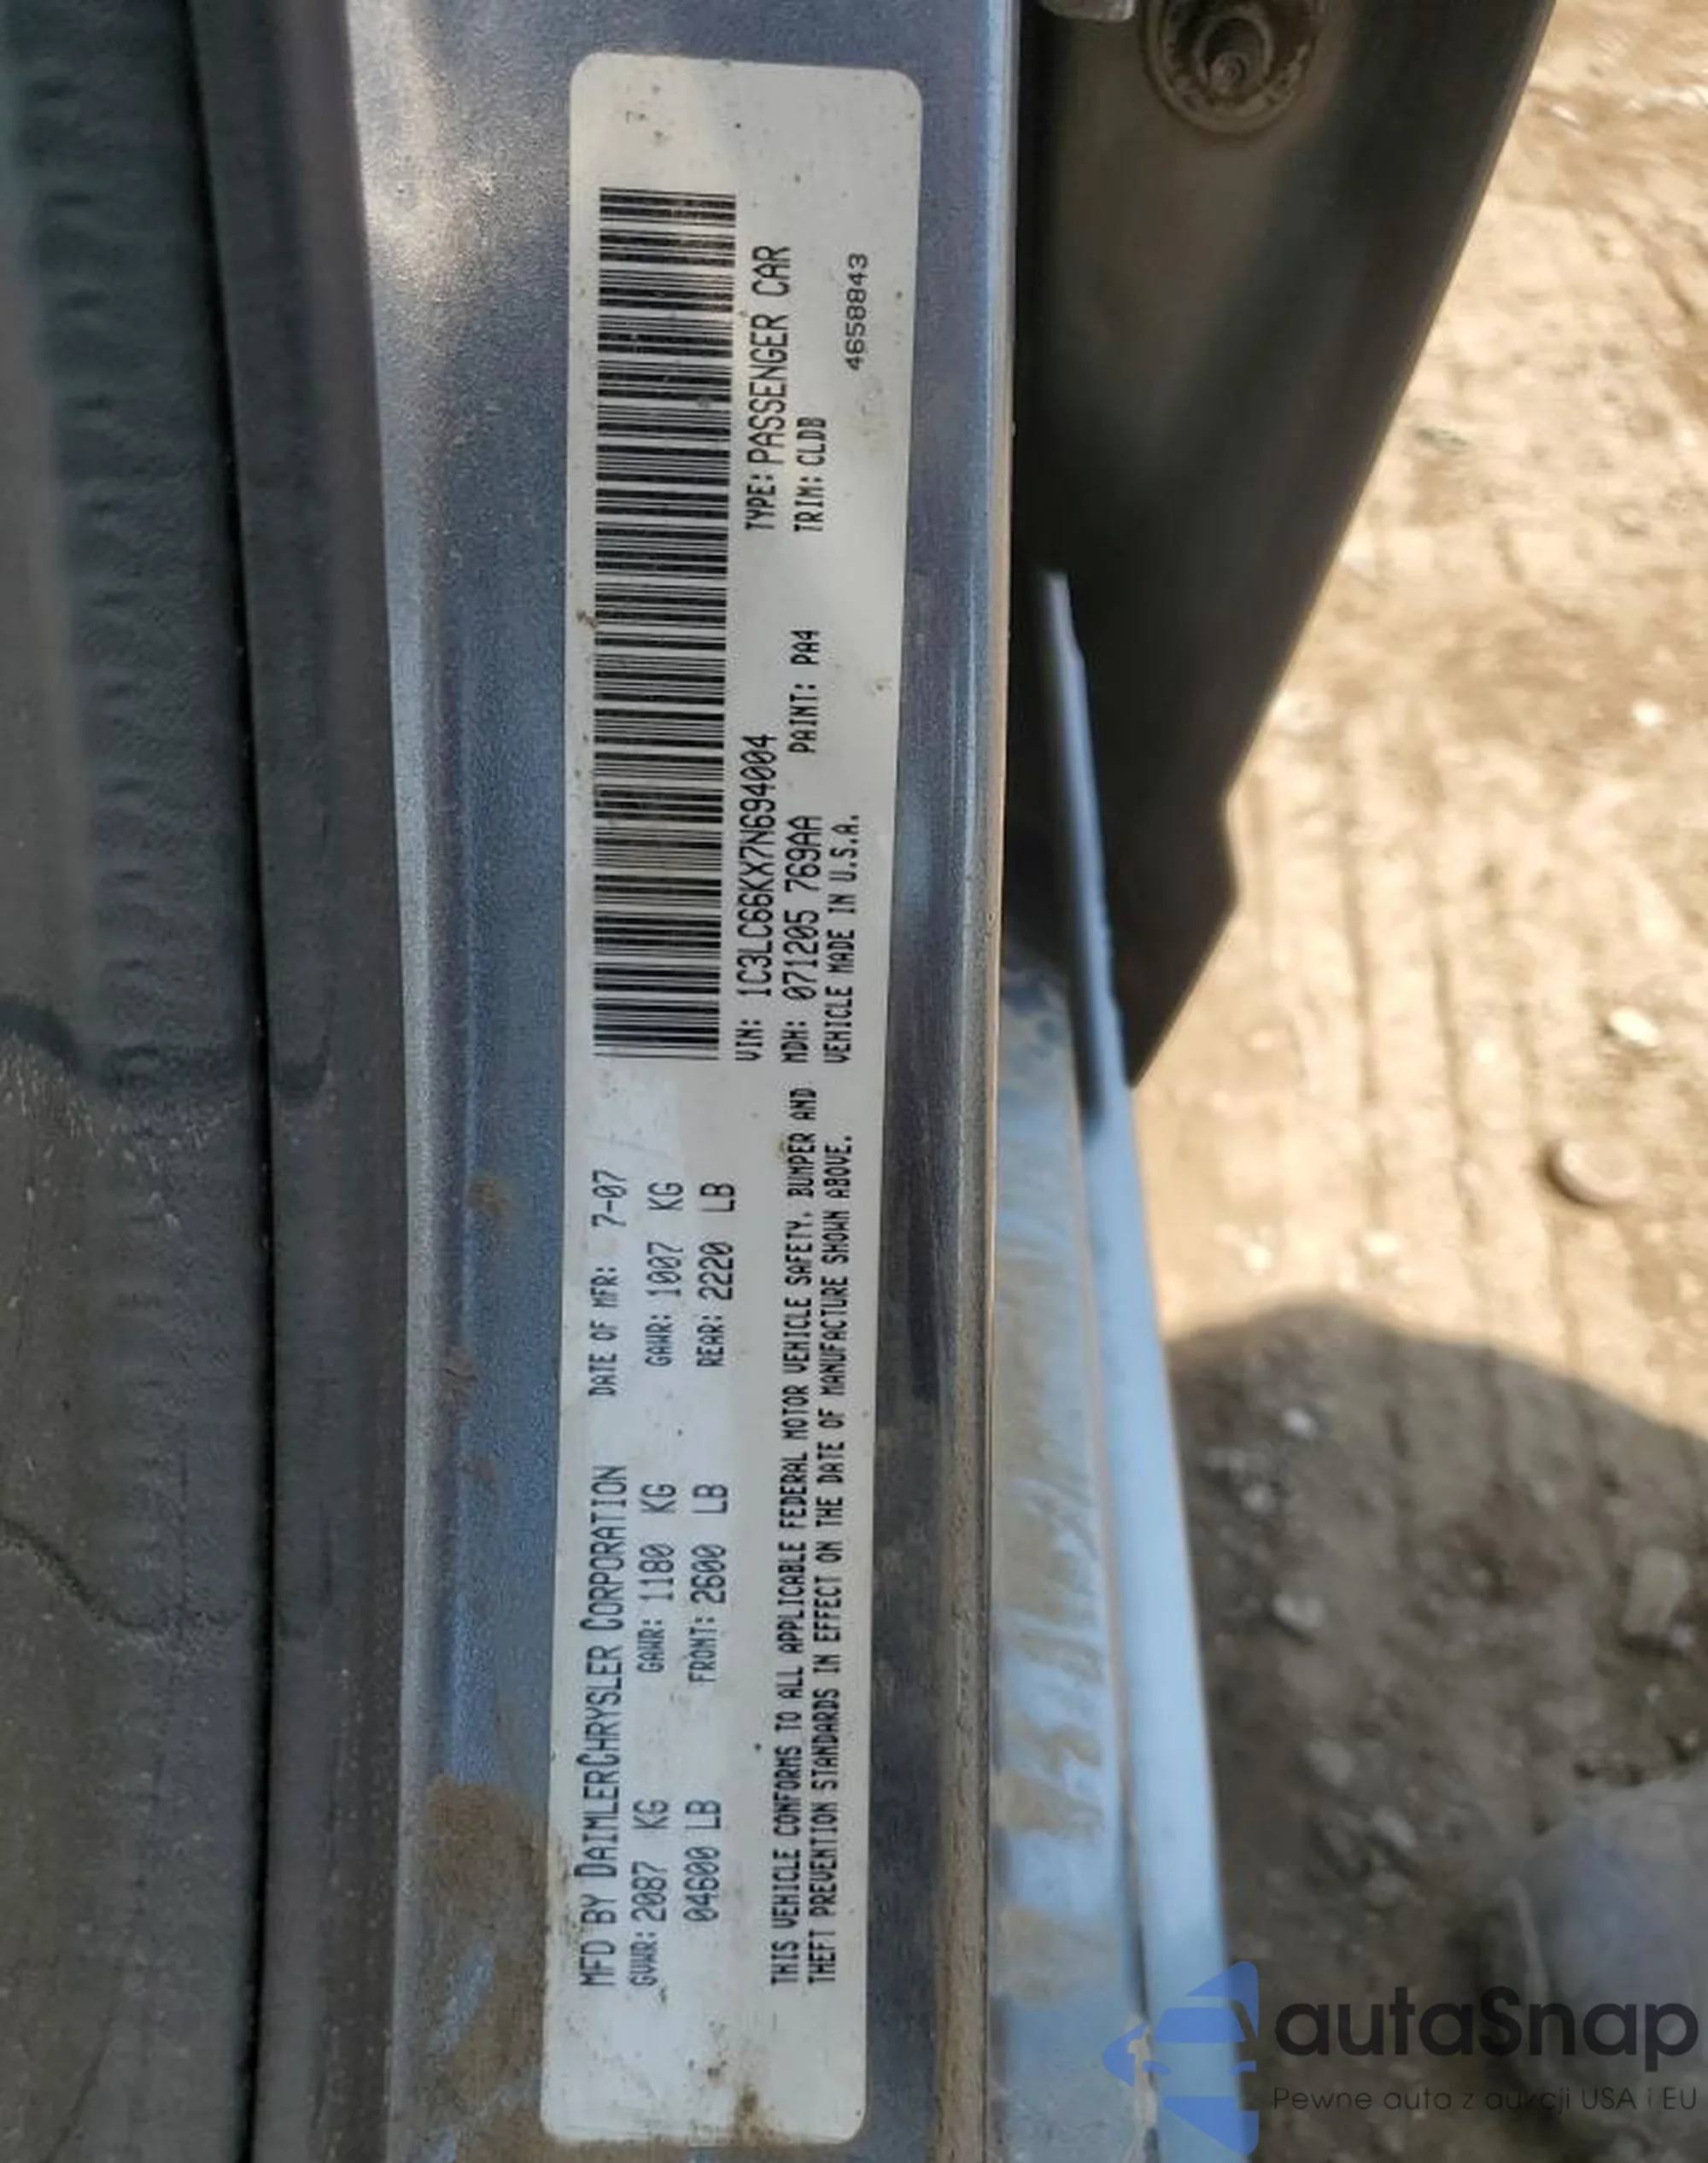 MFD BY DAIMLERCHRYSLER CORPORATION DATE OF MFR: 7-07
GVWR: 2087 KG GAWR: 1180 KG GAWR: 1007 KG
04600 LB FRONT: 2600 LB REAR: 2220 LB
THIS VEHICLE CONFORMS TO ALL APPLICABLE FEDERAL MOTOR VEHICLE SAFETY, BUMPER AND
THEFT PREVENTION STANDARDS IN EFFECT ON THE DATE OF MANUFACTURE SHOWN ABOVE.
VIN: 1C3LC66KX7N694004 TYPE: PASSENGER CAR
MDH: 071205 769AA PAINT: PA4 TRIM: CLDB
VEHICLE MADE IN U.S.A.
4658843
autaSnap
Pewne auta z aukcji USA i EU